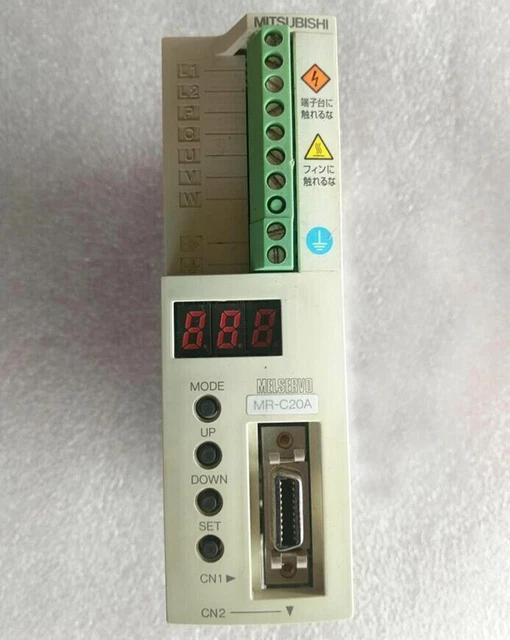 MITSUBISHI
L1
L2
P
端子台に
触れるな
O
U
V
W
フィンに
触れるな
888
MODE
MELSERVO
MR-C20A
UP
DOWN
SET
CN1
CN2